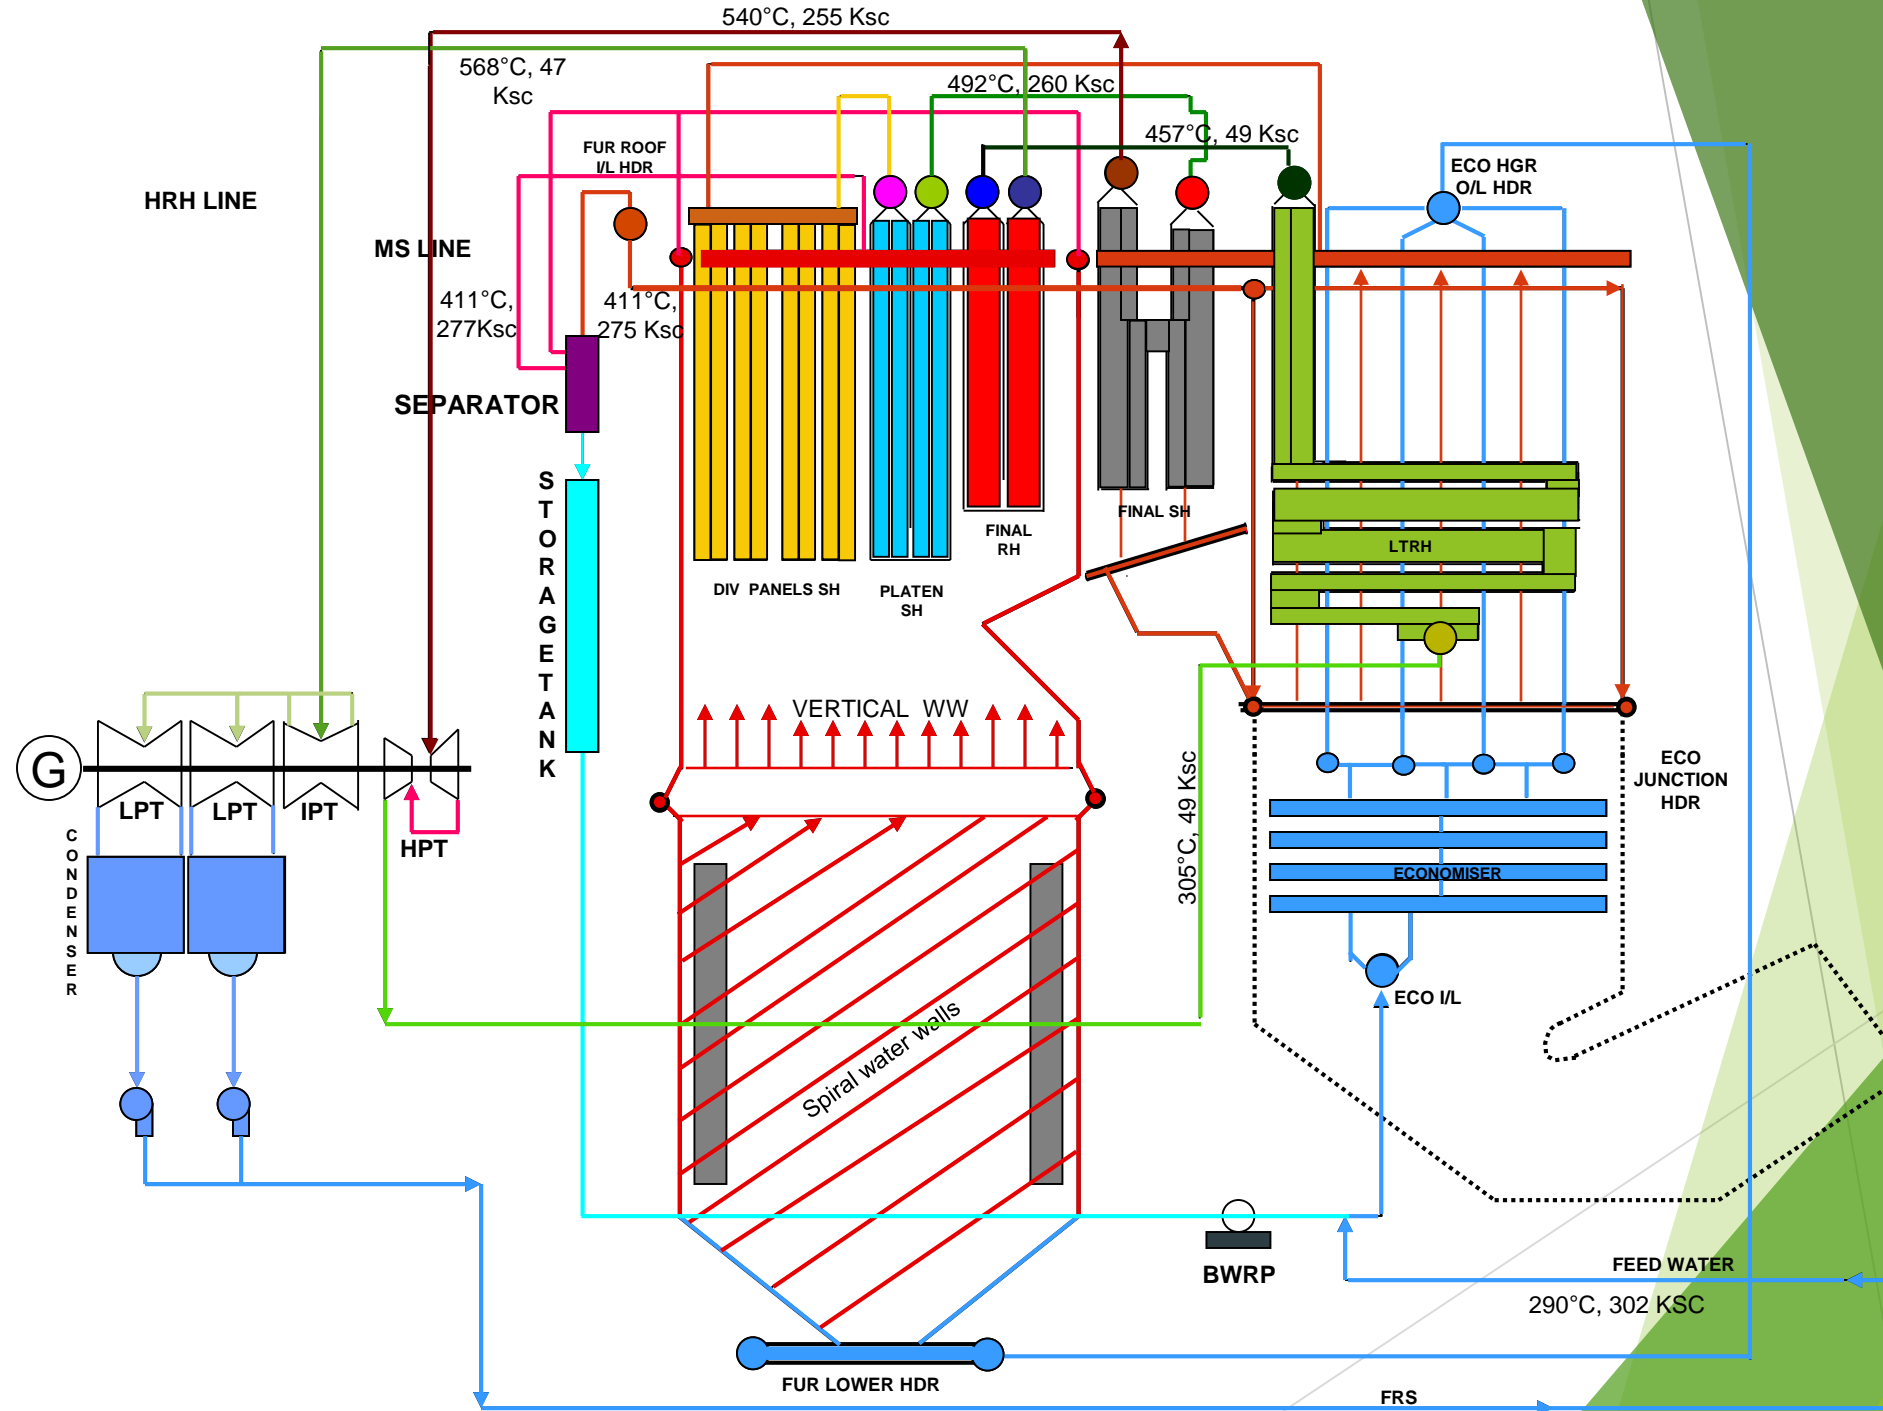 540°C, 255 Ksc
568°C, 47
Ksc
492°C, 260 Ksc
457°C, 49 Ksc
FUR ROOF
I/L HDR
ECO HGR
O/L HDR
HRH LINE
MS LINE
411°C,
277Ksc
411°C,
275 Ksc
SEPARATOR
S
T
O
R
A
G
E
T
A
N
K
FINAL SH
FINAL
RH
LTRH
DIV PANELS SH
PLATEN
SH
VERTICAL WW
G
LPT
LPT
IPT
HPT
305°C, 49 Ksc
ECO
JUNCTION
HDR
C
O
N
D
E
N
S
E
R
ECONOMISER
ECO I/L
Spiral water walls
BWRP
FEED WATER
290°C, 302 KSC
FUR LOWER HDR
FRS